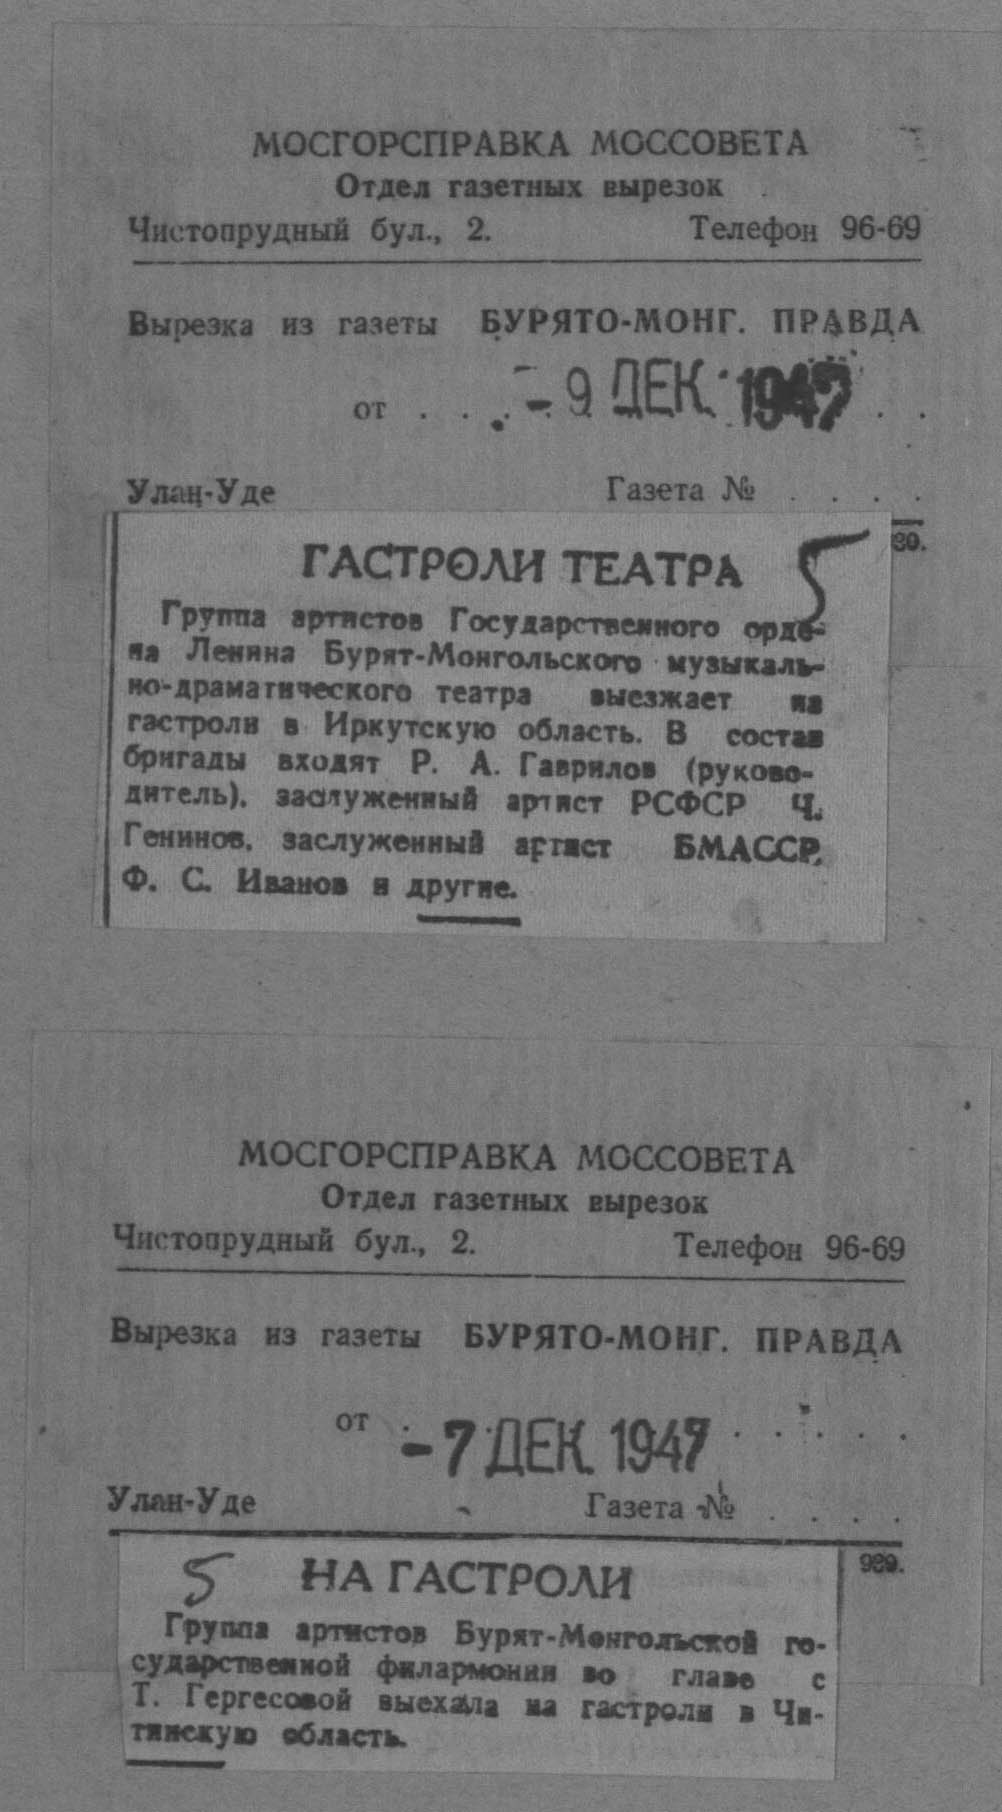 МОСГОРСПРАВКА МОССОВЕТА
Отдел газетных вырезок
Чистопрудный бул., 2. Телефон 96-69
Вырезка из газеты БУРЯТО-МОНГ. ПРАВДА
от . . . - 9 ДЕК. 1947 . .
Улан-Уде Газета № . . . .
5
ГАСТРОЛИ ТЕАТРА
Группа артистов Государственного орде-
на Ленина Бурят-Монгольского музыкаль-
но-драматического театра выезжает на
гастроли в Иркутскую область. В состав
бригады входят Р. А. Гаврилов (руково-
дитель), заслуженный артист РСФСР Ч.
Генинов, заслуженный артист БМАССР.
Ф. С. Иванов и другие.
МОСГОРСПРАВКА МОССОВЕТА
Отдел газетных вырезок
Чистопрудный бул., 2. Телефон 96-69
Вырезка из газеты БУРЯТО-МОНГ. ПРАВДА
от . - 7 ДЕК. 1947 . . . . .
Улан-Уде Газета № . . . .
5 НА ГАСТРОЛИ
Группа артистов Бурят-Монгольской го-
сударственной филармонии во главе с
Т. Гергесовой выехала на гастроли в Чи-
тинскую область.